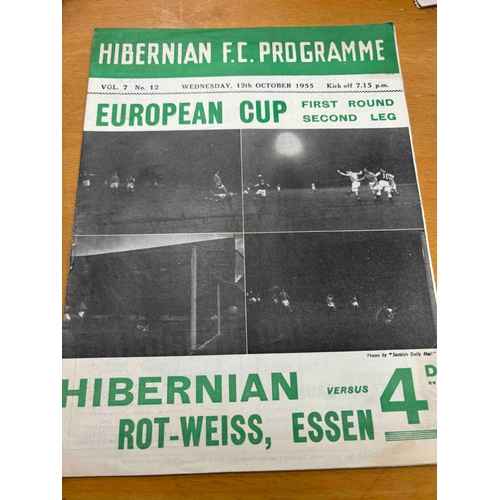 HIBERNIAN F.C. PROGRAMME
VOL. 7 No. 12 WEDNESDAY, 12th OCTOBER 1955 Kick off 7.15 p.m.
EUROPEAN CUP FIRST ROUND
SECOND LEG
Photos by "Scottish Daily Mail"
HIBERNIAN VERSUS 4D
ROT-WEISS, ESSEN